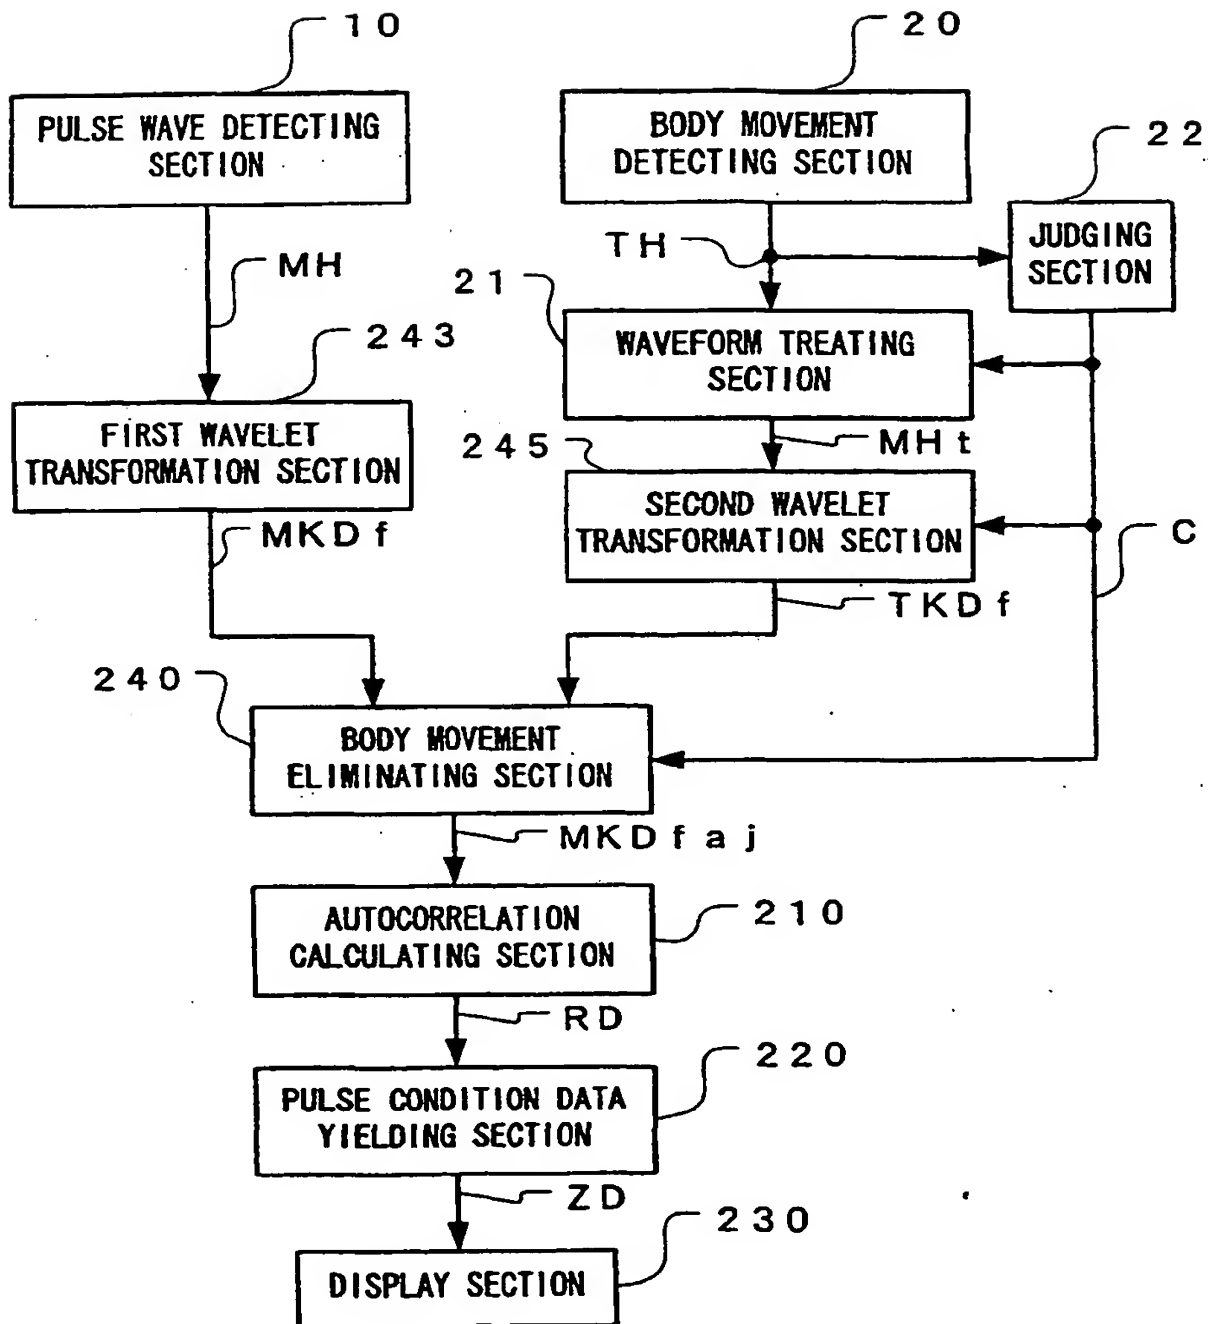 10
20
PULSE WAVE DETECTING
SECTION
BODY MOVEMENT
DETECTING SECTION
22
TH
JUDGING
SECTION
MH
21
243
WAVEFORM TREATING
SECTION
FIRST WAVELET
TRANSFORMATION SECTION
245
MHt
SECOND WAVELET
TRANSFORMATION SECTION
MKDf
C
TKDf
240
BODY MOVEMENT
ELIMINATING SECTION
MKDfaj
AUTOCORRELATION
CALCULATING SECTION
210
RD
220
PULSE CONDITION DATA
YIELDING SECTION
ZD
230
DISPLAY SECTION